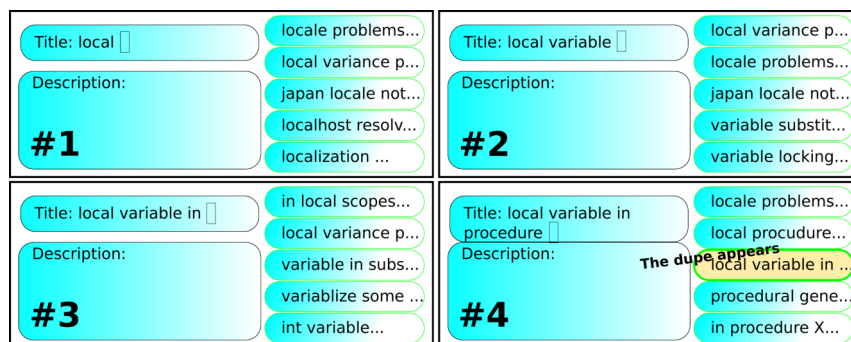 Title: local
Description:
#1
locale problems...
local variance p...
japan locale not...
localhost resolv...
localization ...
Title: local variable
Description:
#2
local variance p...
locale problems...
japan locale not...
variable substit...
variable locking...
Title: local variable in
Description:
#3
in local scopes...
local variance p...
variable in subs...
variablize some ...
int variable...
Title: local variable in
procedure
Description:
#4
The dupe appears
locale problems...
local procudure...
local variable in ...
procedural gene...
in procedure X...